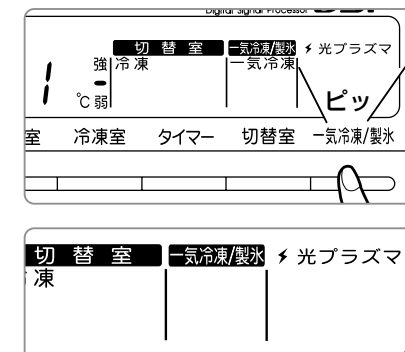 Digital Signal Processor
切替室 一気冷凍/製氷 光プラズマ
強 冷凍 一気冷凍
1
℃ 弱
ピッ
室 冷凍室 タイマー 切替室 一気冷凍/製氷
切替室 一気冷凍/製氷 光プラズマ
凍